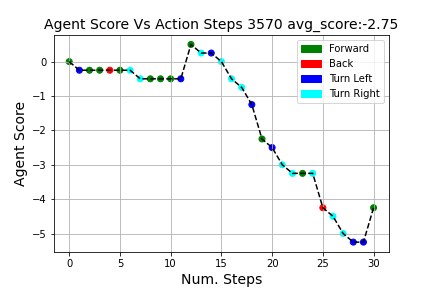 Agent Score Vs Action Steps 3570 avg_score:-2.75
Forward
Back
Turn Left
Turn Right
Agent Score
0
−1
−2
−3
−4
−5
0 5 10 15 20 25 30
Num. Steps